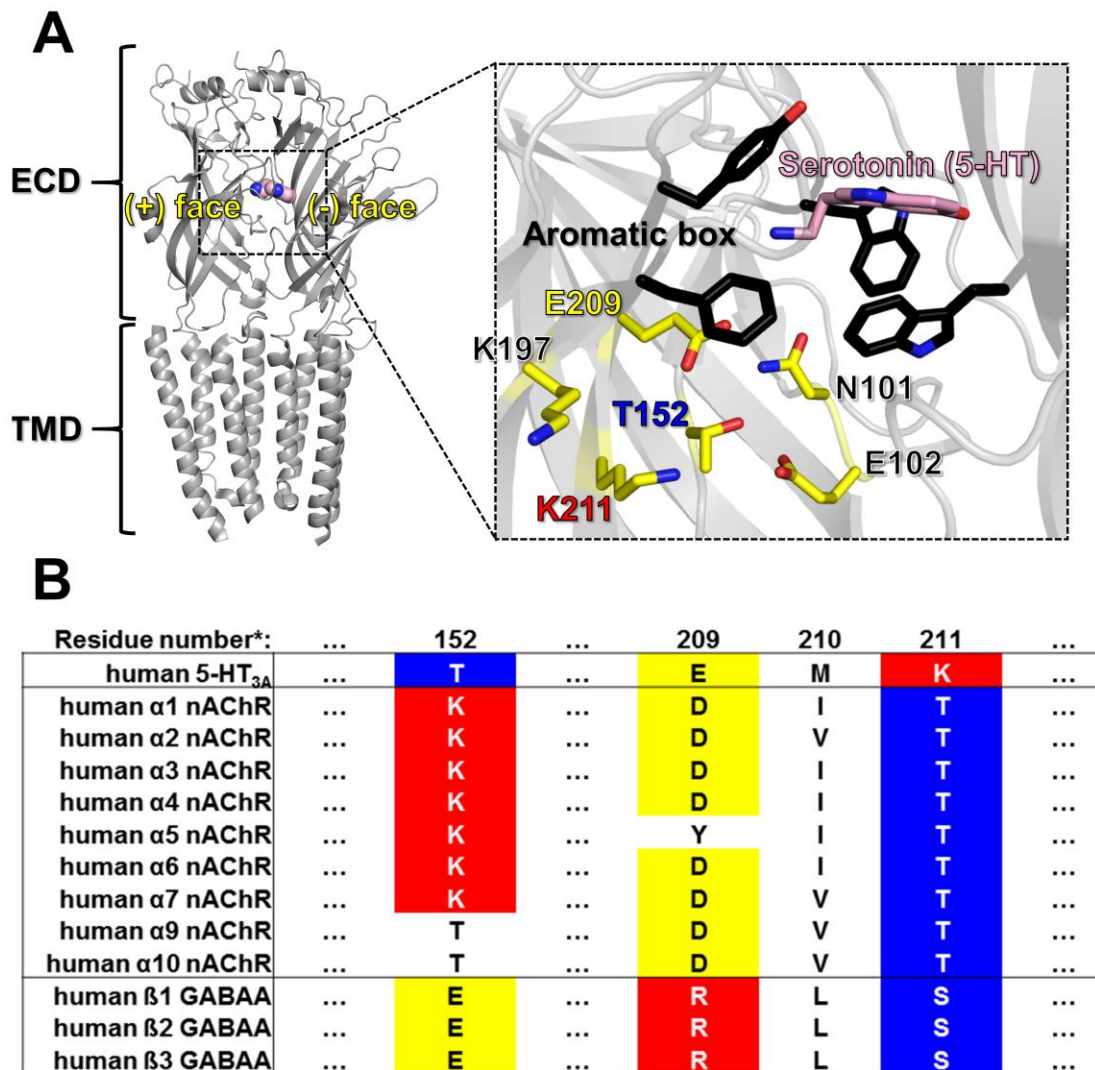 A
ECD
TMD
(+) face
(-) face
Serotonin (5-HT)
Aromatic box
E209
K197
N101
T152
E102
K211
B
Residue number*: ... 152 ... 209 210 211 ...
human 5-HT3A ... T ... E M K ...
human α1 nAChR ... K ... D I T ...
human α2 nAChR ... K ... D V T ...
human α3 nAChR ... K ... D I T ...
human α4 nAChR ... K ... D I T ...
human α5 nAChR ... K ... Y I T ...
human α6 nAChR ... K ... D I T ...
human α7 nAChR ... K ... D V T ...
human α9 nAChR ... T ... D V T ...
human α10 nAChR ... T ... D V T ...
human ß1 GABAA ... E ... R L S ...
human ß2 GABAA ... E ... R L S ...
human ß3 GABAA ... E ... R L S ...